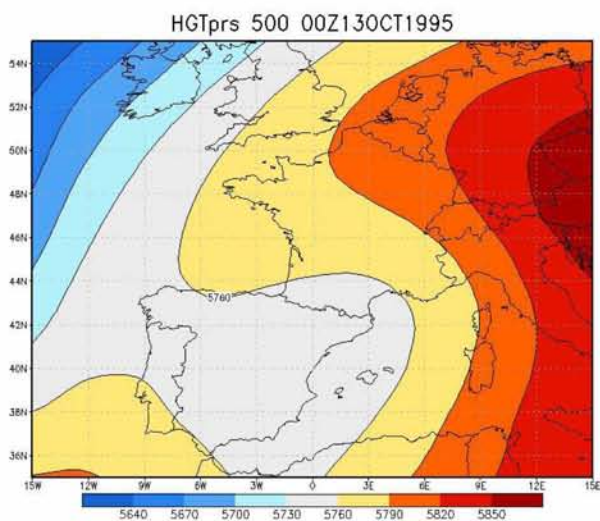 HGTprs 500 00Z13OCT1995
54N
52N
50N
48N
46N
44N
5760
42N
40N
38N
36N
15W 12W 9W 6W 3W 0 3E 6E 9E 12E 15E
5640 5670 5700 5730 5760 5790 5820 5850